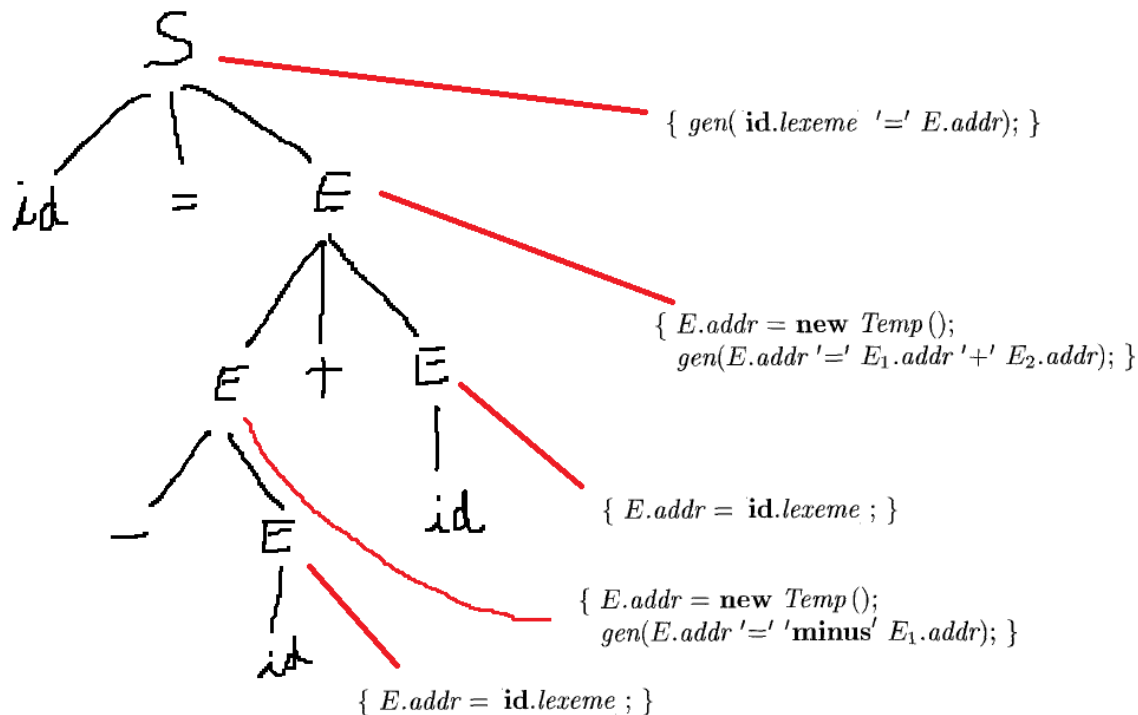 S
{ gen( id.lexeme '=' E.addr); }
id = E
{ E.addr = new Temp();
gen(E.addr '=' E₁.addr '+' E₂.addr); }
E + E
id
{ E.addr = id.lexeme ; }
- E
{ E.addr = new Temp();
gen(E.addr '=' 'minus' E₁.addr); }
id
{ E.addr = id.lexeme ; }